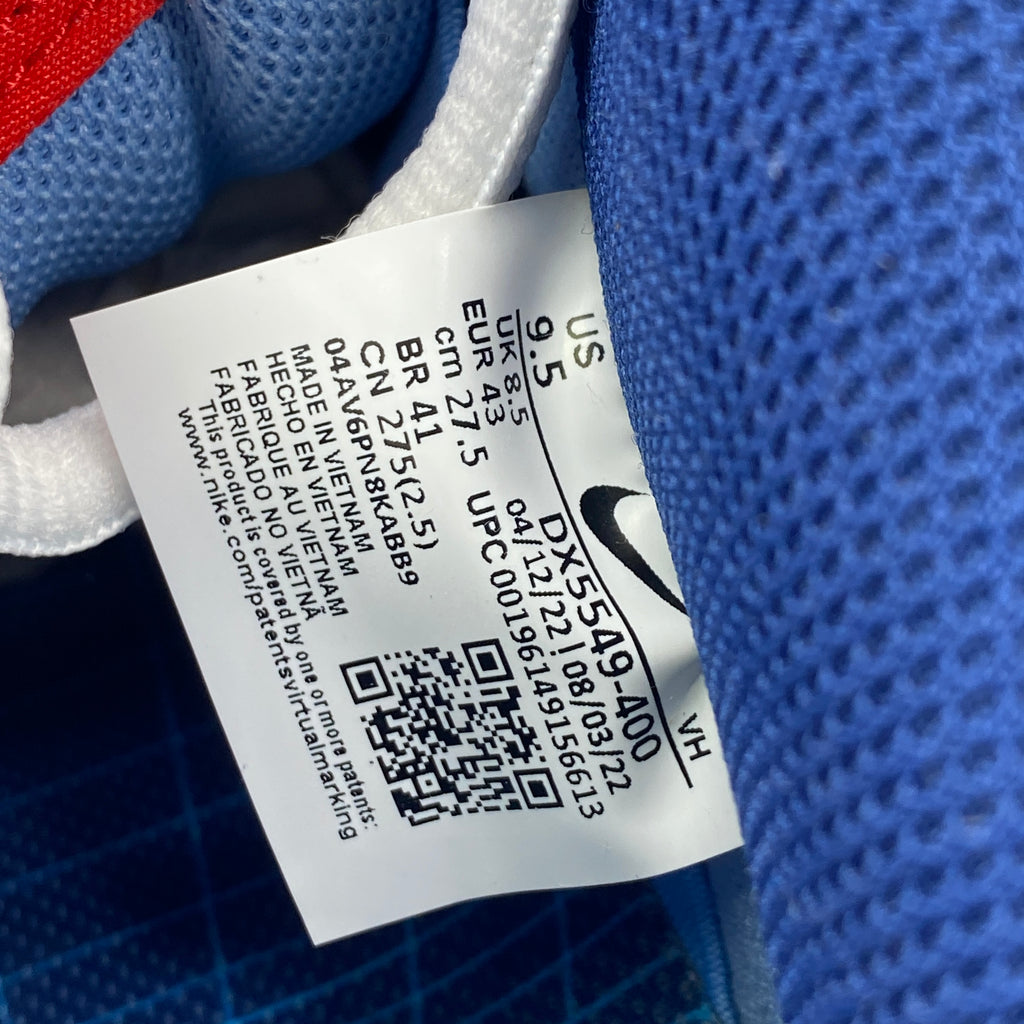 US VH
9.5
DX5549-400
UK 8.5 04/12/22 | 08/03/22
EUR 43
cm 27.5 UPC 00196149156613
BR 41
CN 275(2.5)
04AV6PN8KABB9
MADE IN VIETNAM
HECHO EN VIETNAM
FABRIQUE AU VIETNAM
FABRICADO NO VIETNÃ
This product is covered by one or more patents:
www.nike.com/patentsvirtualmarking